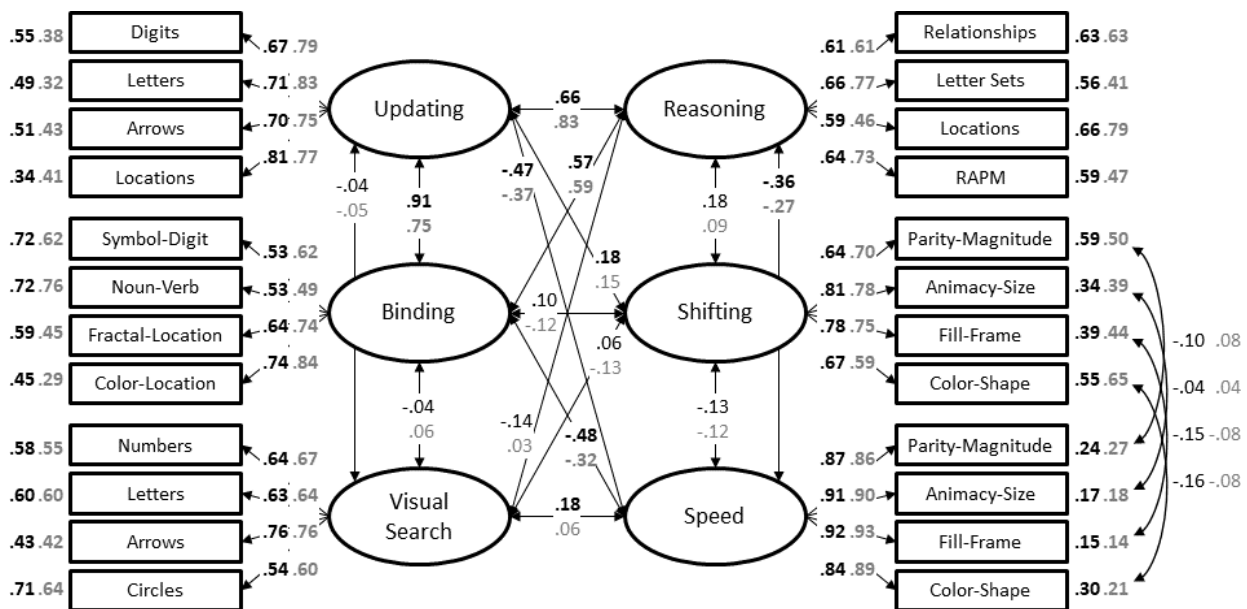 .55 .38 Digits .67 .79
.49 .32 Letters .71 .83
.51 .43 Arrows .70 .75
.34 .41 Locations .81 .77
.72 .62 Symbol-Digit .53 .62
.72 .76 Noun-Verb .53 .49
.59 .45 Fractal-Location .64 .74
.45 .29 Color-Location .74 .84
.58 .55 Numbers .64 .67
.60 .60 Letters .63 .64
.43 .42 Arrows .76 .76
.71 .64 Circles .54 .60
Updating
Binding
Visual
Search
-.04
-.05
.91
.75
-.04
.06
.66
.83
-.47
-.37
.57
.59
.18
.15
.10
-.12
.06
-.13
-.14
.03
-.48
-.32
.18
.06
Reasoning
Shifting
Speed
.18
.09
-.36
-.27
-.13
-.12
.61 .61 Relationships .63 .63
.66 .77 Letter Sets .56 .41
.59 .46 Locations .66 .79
.64 .73 RAPM .59 .47
.64 .70 Parity-Magnitude .59 .50
.81 .78 Animacy-Size .34 .39
.78 .75 Fill-Frame .39 .44
.67 .59 Color-Shape .55 .65
.87 .86 Parity-Magnitude .24 .27
.91 .90 Animacy-Size .17 .18
.92 .93 Fill-Frame .15 .14
.84 .89 Color-Shape .30 .21
-.10 .08
-.04 .04
-.15 -.08
-.16 -.08